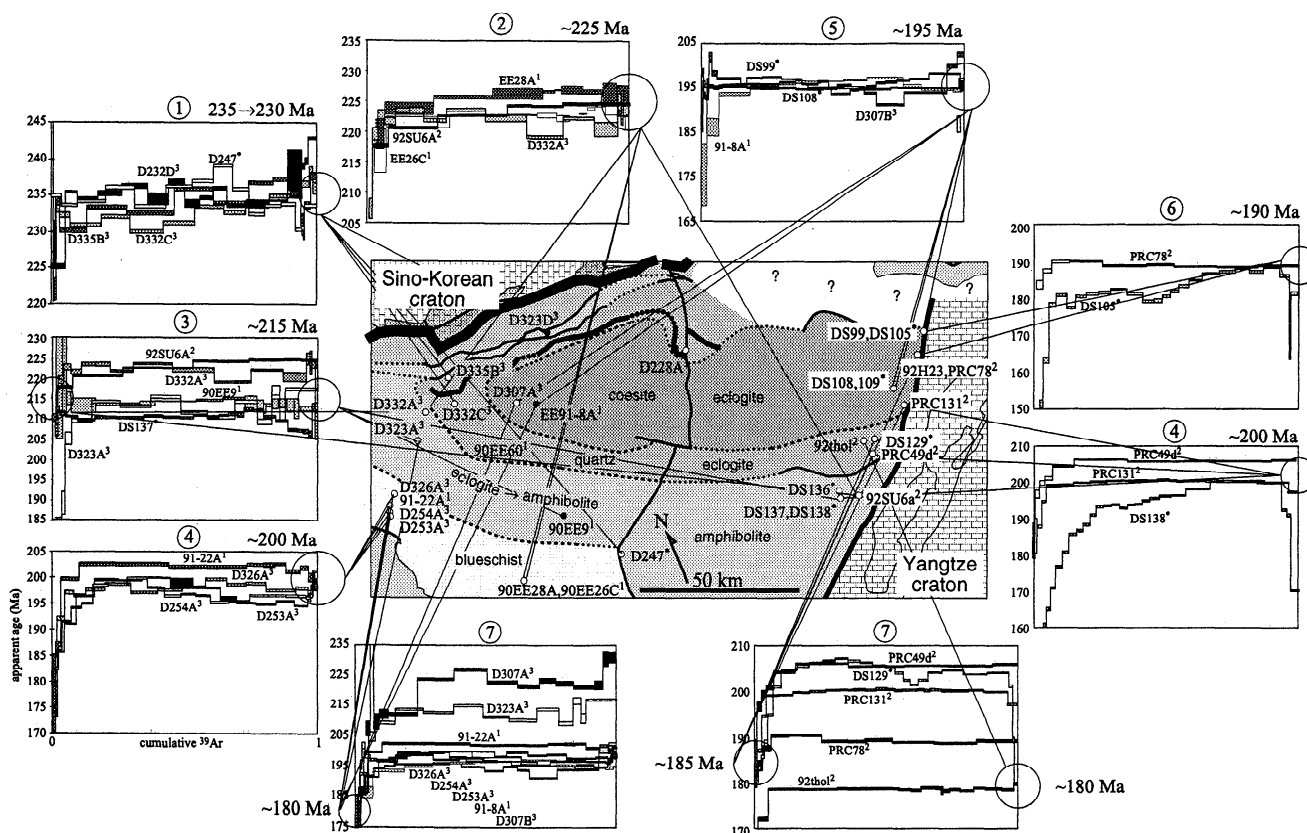 ① 235→230 Ma
245
240
235
230
225
220
D232D³
D247*
D335B³
D332C³
② ~225 Ma
235
230
225
220
215
210
205
EE28A¹
92SU6A²
EE26C¹
D332A³
⑤ ~195 Ma
205
195
185
175
165
DS99*
DS108*
D307B³
91-8A¹
⑥ ~190 Ma
200
190
180
170
160
150
PRC78²
DS105*
③ ~215 Ma
230
225
220
215
210
205
200
195
190
185
92SU6A²
D332A³
90EE9¹
DS137*
D323A³
④ ~200 Ma
205
200
195
190
185
180
175
170
91-22A¹
D326A³
D254A³
D253A³
apparent age (Ma)
cumulative ³⁹Ar
1
Sino-Korean
craton
D323D³
D335B³
D228A³
D307A³
D332A³
D332C³
EE91-8A¹
D323A³
90EE60¹
coesite
eclogite
quartz
eclogite
eclogite → amphibolite
amphibolite
blueschist
D326A³
91-22A¹
D254A³
D253A³
90EE9¹
D247*
90EE28A,90EE26C¹
N
50 km
? ? ?
?
?
DS99,DS105*
92H23,PRC78²
DS108,109*
PRC131²
92thol²
DS129*
PRC49d²
DS136*
92SU6a²
DS137,DS138*
Yangtze
craton
④ ~200 Ma
210
200
190
180
170
160
PRC49d²
PRC131²
DS138*
⑦
235
225
215
205
195
185
175
D307A³
D323A³
91-22A¹
D326A³
D254A³
D253A³
91-8A¹
D307B³
~180 Ma
⑦
210
200
190
180
170
PRC49d²
DS129*
PRC131²
PRC78²
92thol²
~185 Ma
~180 Ma